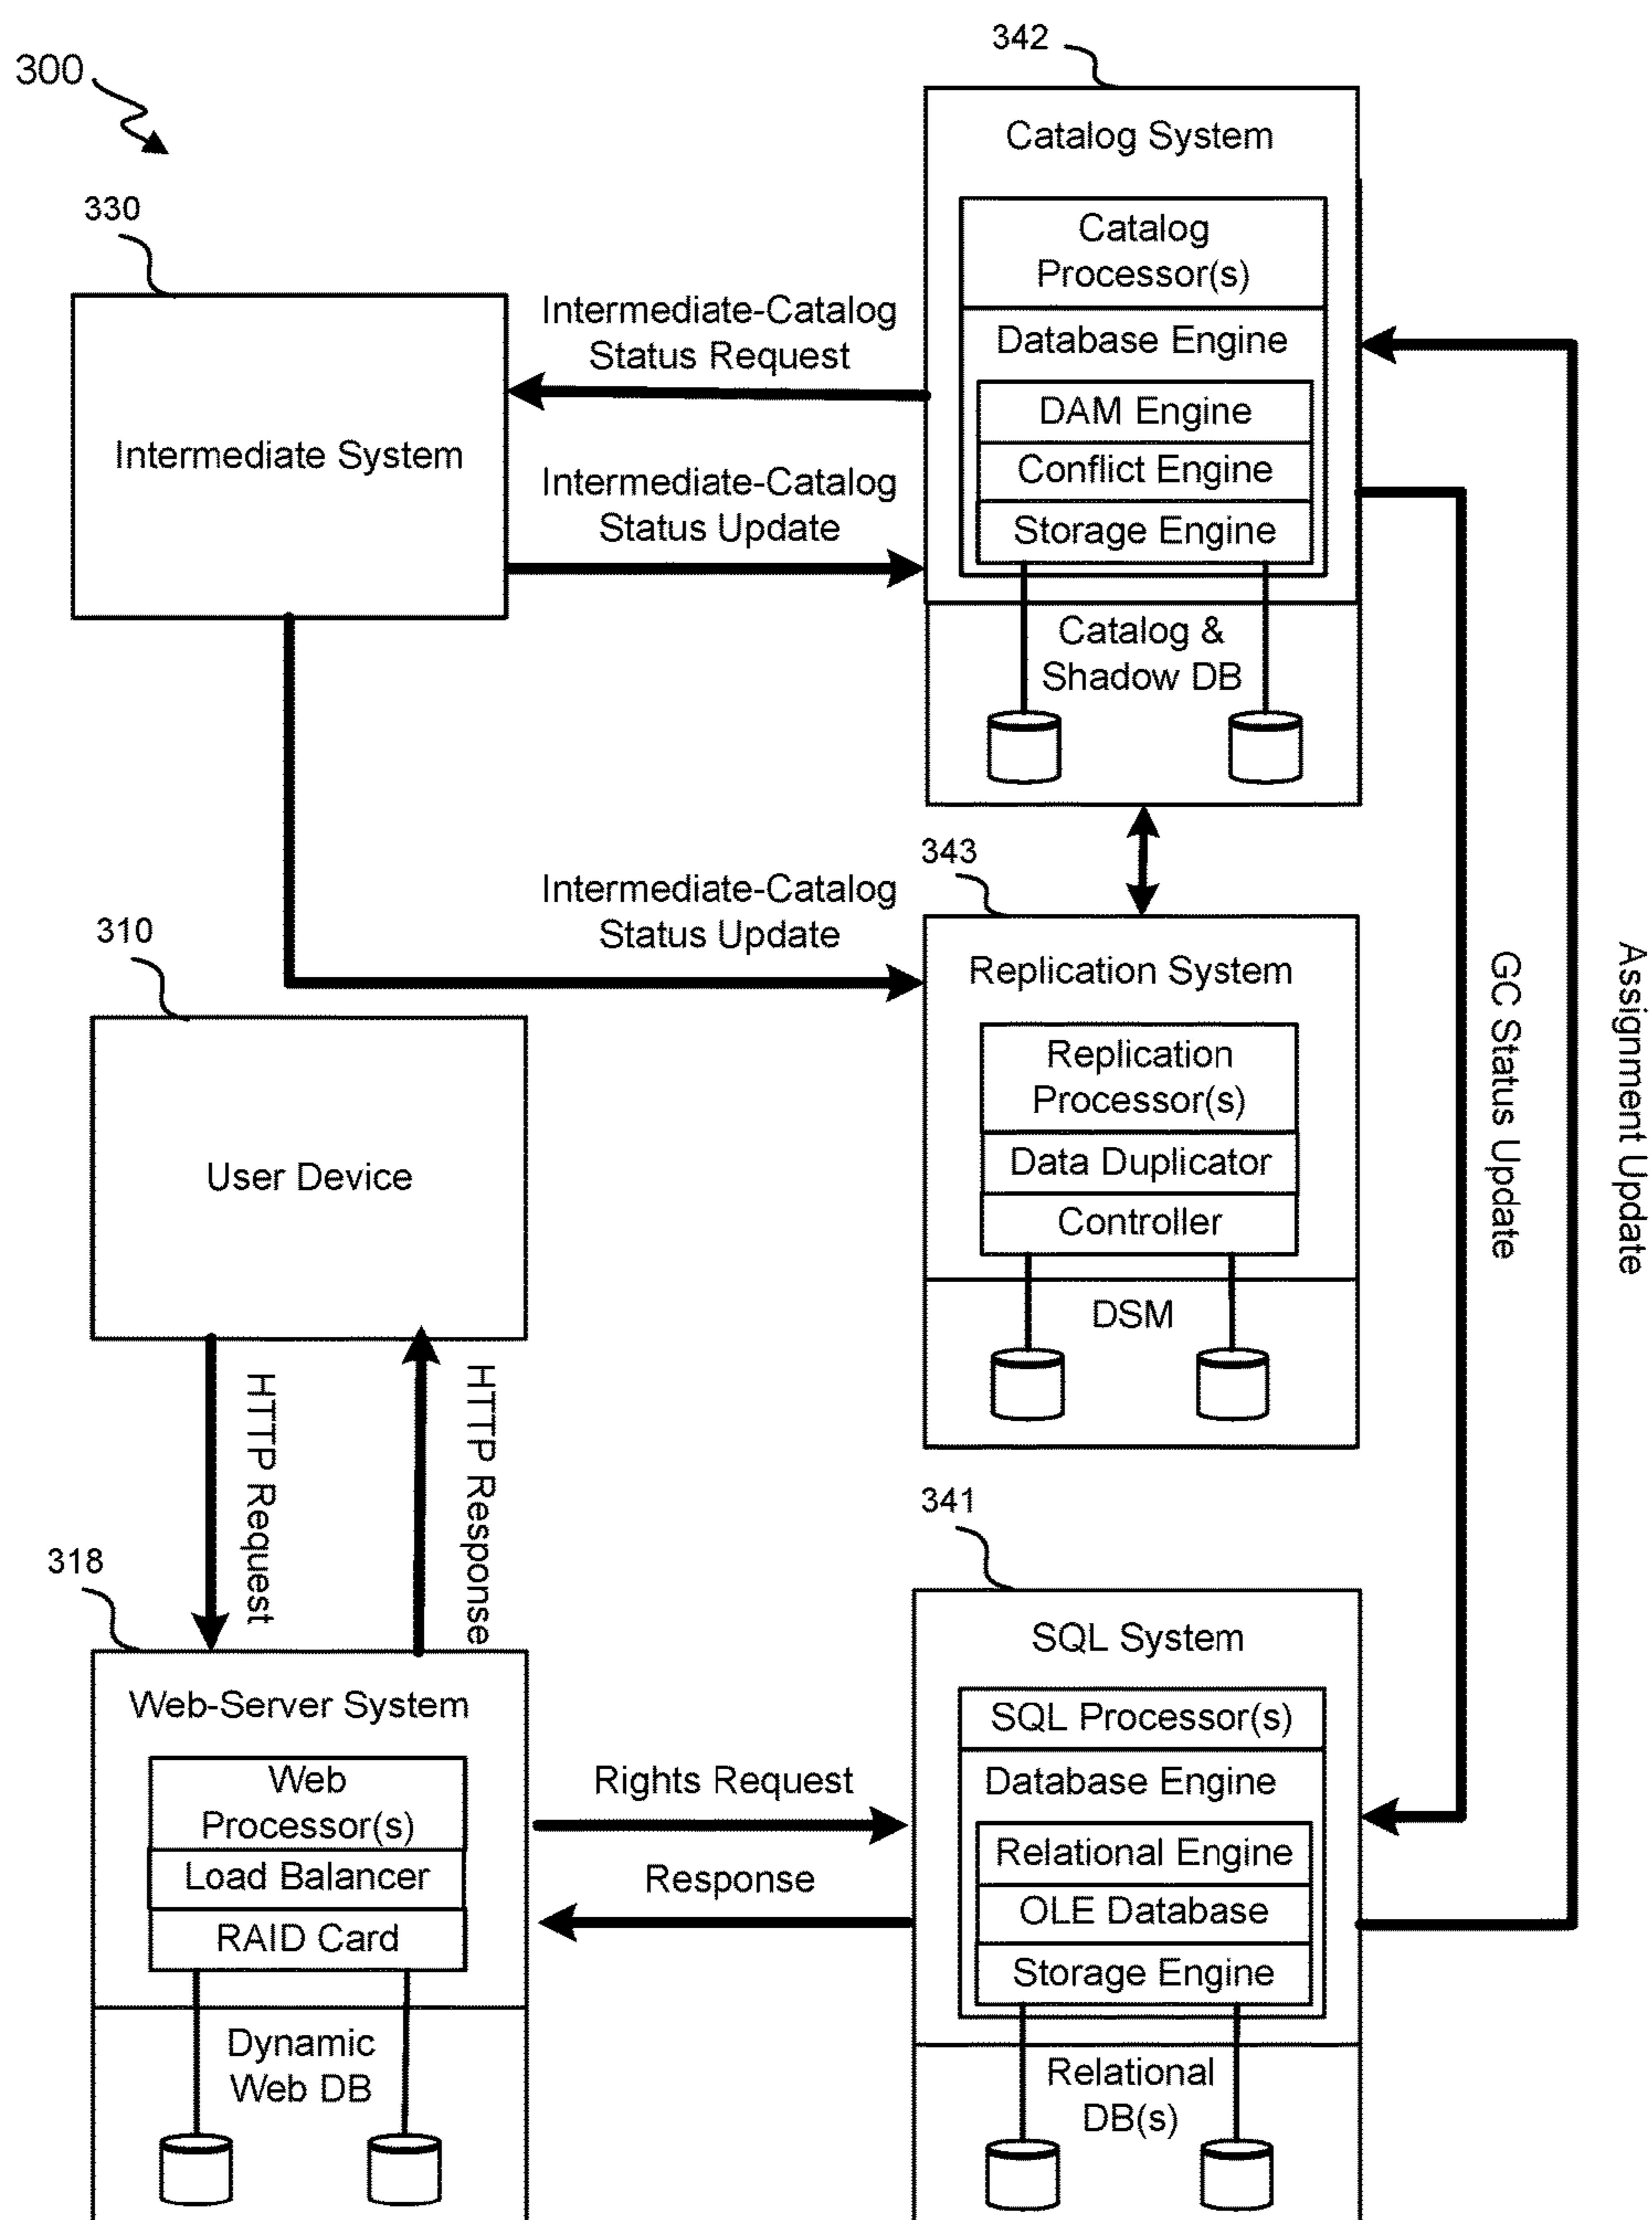 300
342
Catalog System
Catalog
Processor(s)
Database Engine
DAM Engine
Conflict Engine
Storage Engine
Catalog &
Shadow DB
330
Intermediate System
Intermediate-Catalog
Status Request
Intermediate-Catalog
Status Update
Intermediate-Catalog
Status Update
343
Replication System
Replication
Processor(s)
Data Duplicator
Controller
DSM
GC Status Update
Assignment Update
310
User Device
HTTP Request
HTTP Response
318
Web-Server System
Web
Processor(s)
Load Balancer
RAID Card
Dynamic
Web DB
Rights Request
Response
341
SQL System
SQL Processor(s)
Database Engine
Relational Engine
OLE Database
Storage Engine
Relational
DB(s)